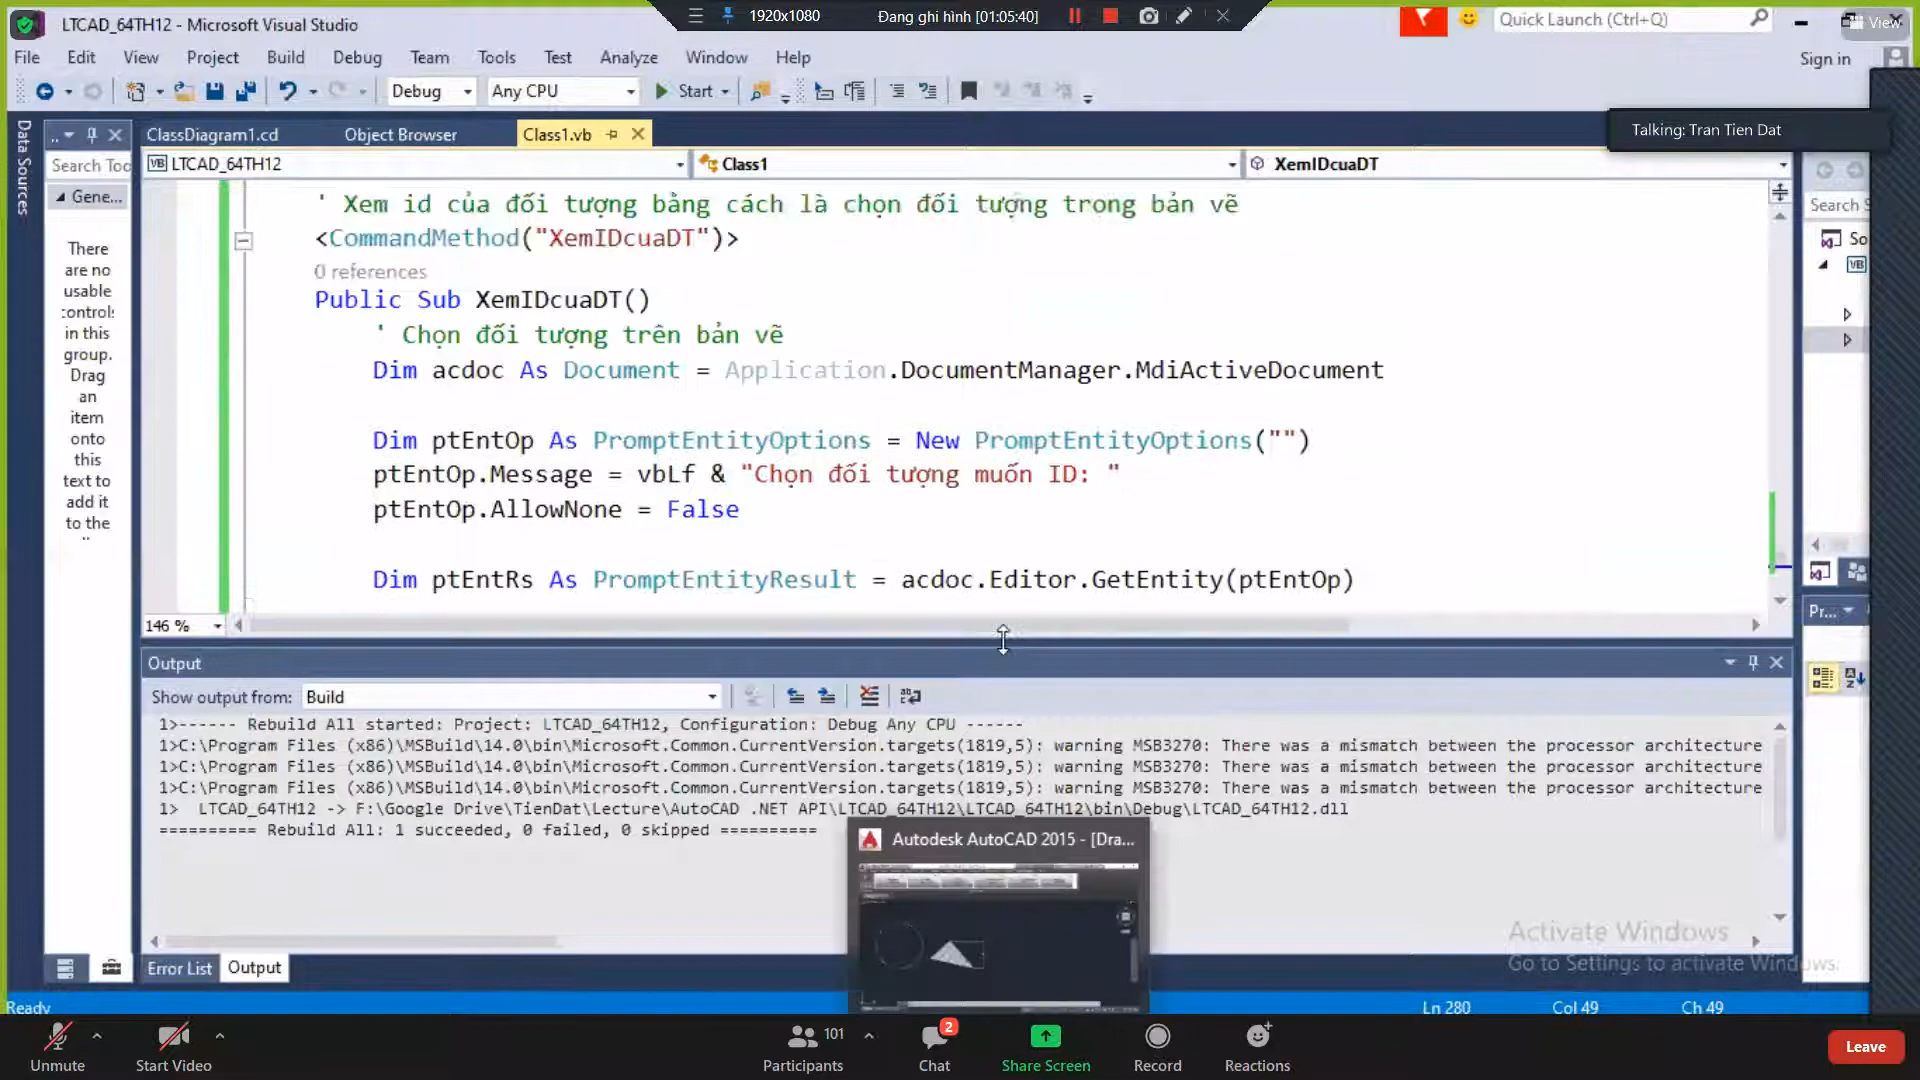 LTCAD_64TH12 - Microsoft Visual Studio
1920x1080
Đang ghi hình [01:05:40]
Quick Launch (Ctrl+Q)
View
File Edit View Project Build Debug Team Tools Test Analyze Window Help
Sign in
Debug
Any CPU
Start
Talking: Tran Tien Dat
Data Sources
ClassDiagram1.cd
Object Browser
Class1.vb
Search Too
LTCAD_64TH12
Class1
XemIDcuaDT
Gene...
There
are no
usable
controls
in this
group.
Drag
an
item
onto
this
text to
add it
to the
Search S
So
VB
' Xem id của đối tượng bằng cách là chọn đối tượng trong bản vẽ
<CommandMethod("XemIDcuaDT")>
0 references
Public Sub XemIDcuaDT()
' Chọn đối tượng trên bản vẽ
Dim acdoc As Document = Application.DocumentManager.MdiActiveDocument
Dim ptEntOp As PromptEntityOptions = New PromptEntityOptions("")
ptEntOp.Message = vbLf & "Chọn đối tượng muốn ID: "
ptEntOp.AllowNone = False
Dim ptEntRs As PromptEntityResult = acdoc.Editor.GetEntity(ptEntOp)
146 %
Pr...
Output
Show output from: Build
1>------ Rebuild All started: Project: LTCAD_64TH12, Configuration: Debug Any CPU ------
1>C:\Program Files (x86)\MSBuild\14.0\bin\Microsoft.Common.CurrentVersion.targets(1819,5): warning MSB3270: There was a mismatch between the processor architecture
1>C:\Program Files (x86)\MSBuild\14.0\bin\Microsoft.Common.CurrentVersion.targets(1819,5): warning MSB3270: There was a mismatch between the processor architecture
1>C:\Program Files (x86)\MSBuild\14.0\bin\Microsoft.Common.CurrentVersion.targets(1819,5): warning MSB3270: There was a mismatch between the processor architecture
1> LTCAD_64TH12 -> F:\Google Drive\TienDat\Lecture\AutoCAD .NET API\LTCAD_64TH12\LTCAD_64TH12\bin\Debug\LTCAD_64TH12.dll
========== Rebuild All: 1 succeeded, 0 failed, 0 skipped ==========
Autodesk AutoCAD 2015 - [Dra...
Activate Windows
Go to Settings to activate Windows.
Error List
Output
Ready
Ln 280
Col 49
Ch 49
Unmute
Start Video
101
Participants
2
Chat
Share Screen
Record
Reactions
Leave